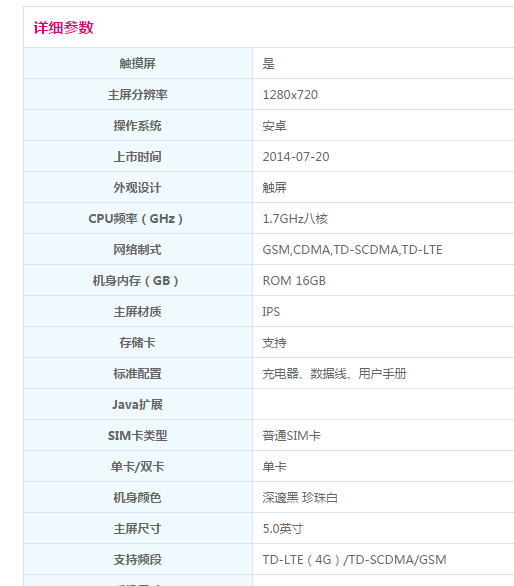 详细参数
触摸屏 是
主屏分辨率 1280x720
操作系统 安卓
上市时间 2014-07-20
外观设计 触屏
CPU频率（GHz） 1.7GHz八核
网络制式 GSM,CDMA,TD-SCDMA,TD-LTE
机身内存（GB） ROM 16GB
主屏材质 IPS
存储卡 支持
标准配置 充电器、数据线、用户手册
Java扩展
SIM卡类型 普通SIM卡
单卡/双卡 单卡
机身颜色 深邃黑 珍珠白
主屏尺寸 5.0英寸
支持频段 TD-LTE（4G）/TD-SCDMA/GSM